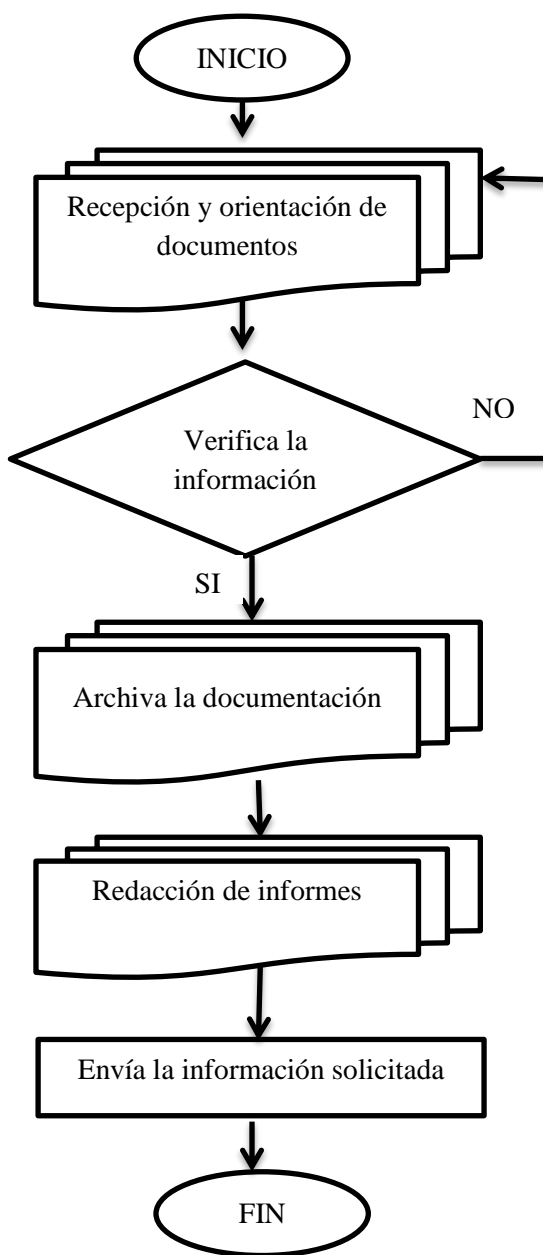 INICIO
Recepción y orientación de
documentos
NO
Verifica la
información
SI
Archiva la documentación
Redacción de informes
Envía la información solicitada
FIN